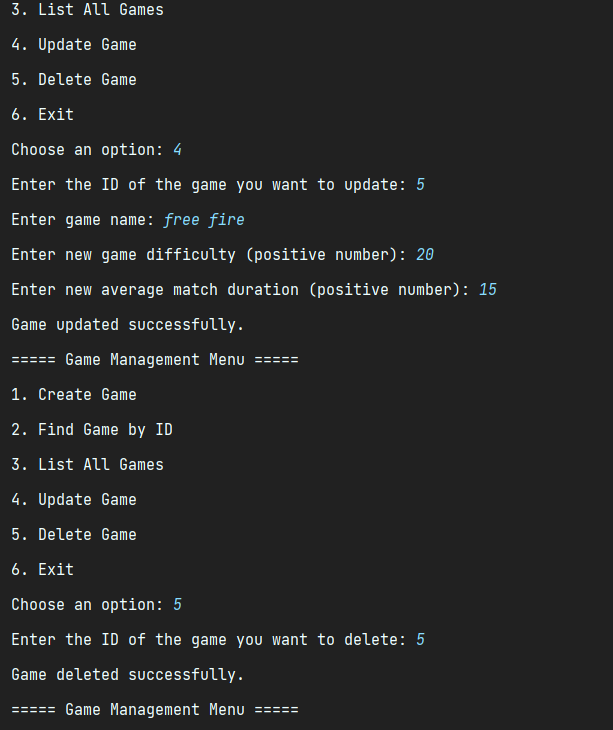 3. List All Games
4. Update Game
5. Delete Game
6. Exit
Choose an option: 4
Enter the ID of the game you want to update: 5
Enter game name: free fire
Enter new game difficulty (positive number): 20
Enter new average match duration (positive number): 15
Game updated successfully.
===== Game Management Menu =====
1. Create Game
2. Find Game by ID
3. List All Games
4. Update Game
5. Delete Game
6. Exit
Choose an option: 5
Enter the ID of the game you want to delete: 5
Game deleted successfully.
===== Game Management Menu =====